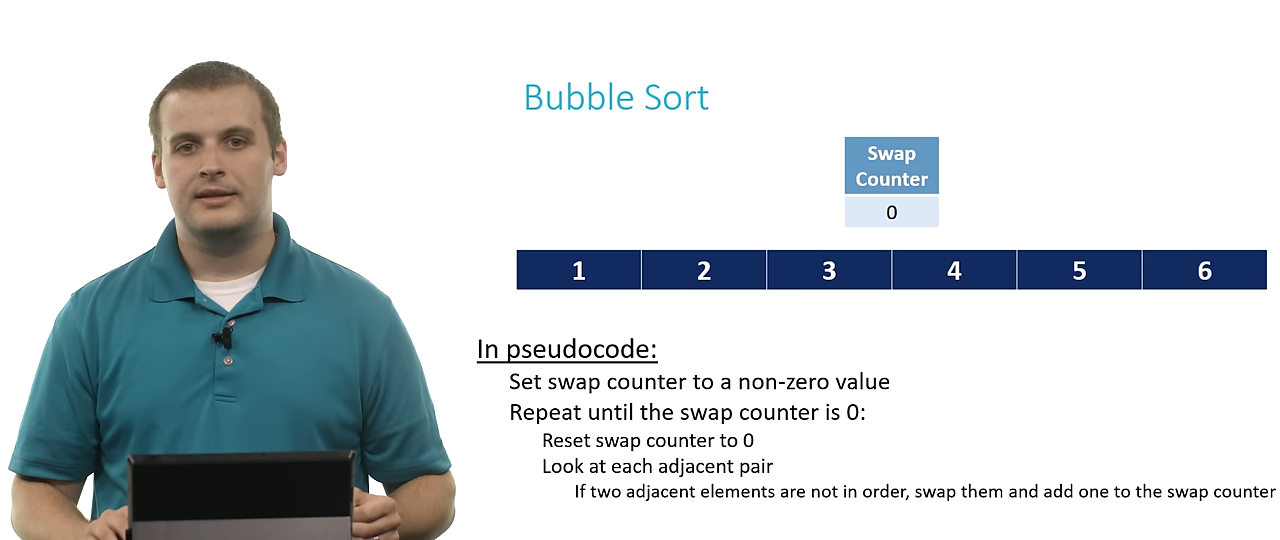 Bubble Sort
Swap
Counter
0
1 2 3 4 5 6
In pseudocode:
Set swap counter to a non-zero value
Repeat until the swap counter is 0:
Reset swap counter to 0
Look at each adjacent pair
If two adjacent elements are not in order, swap them and add one to the swap counter